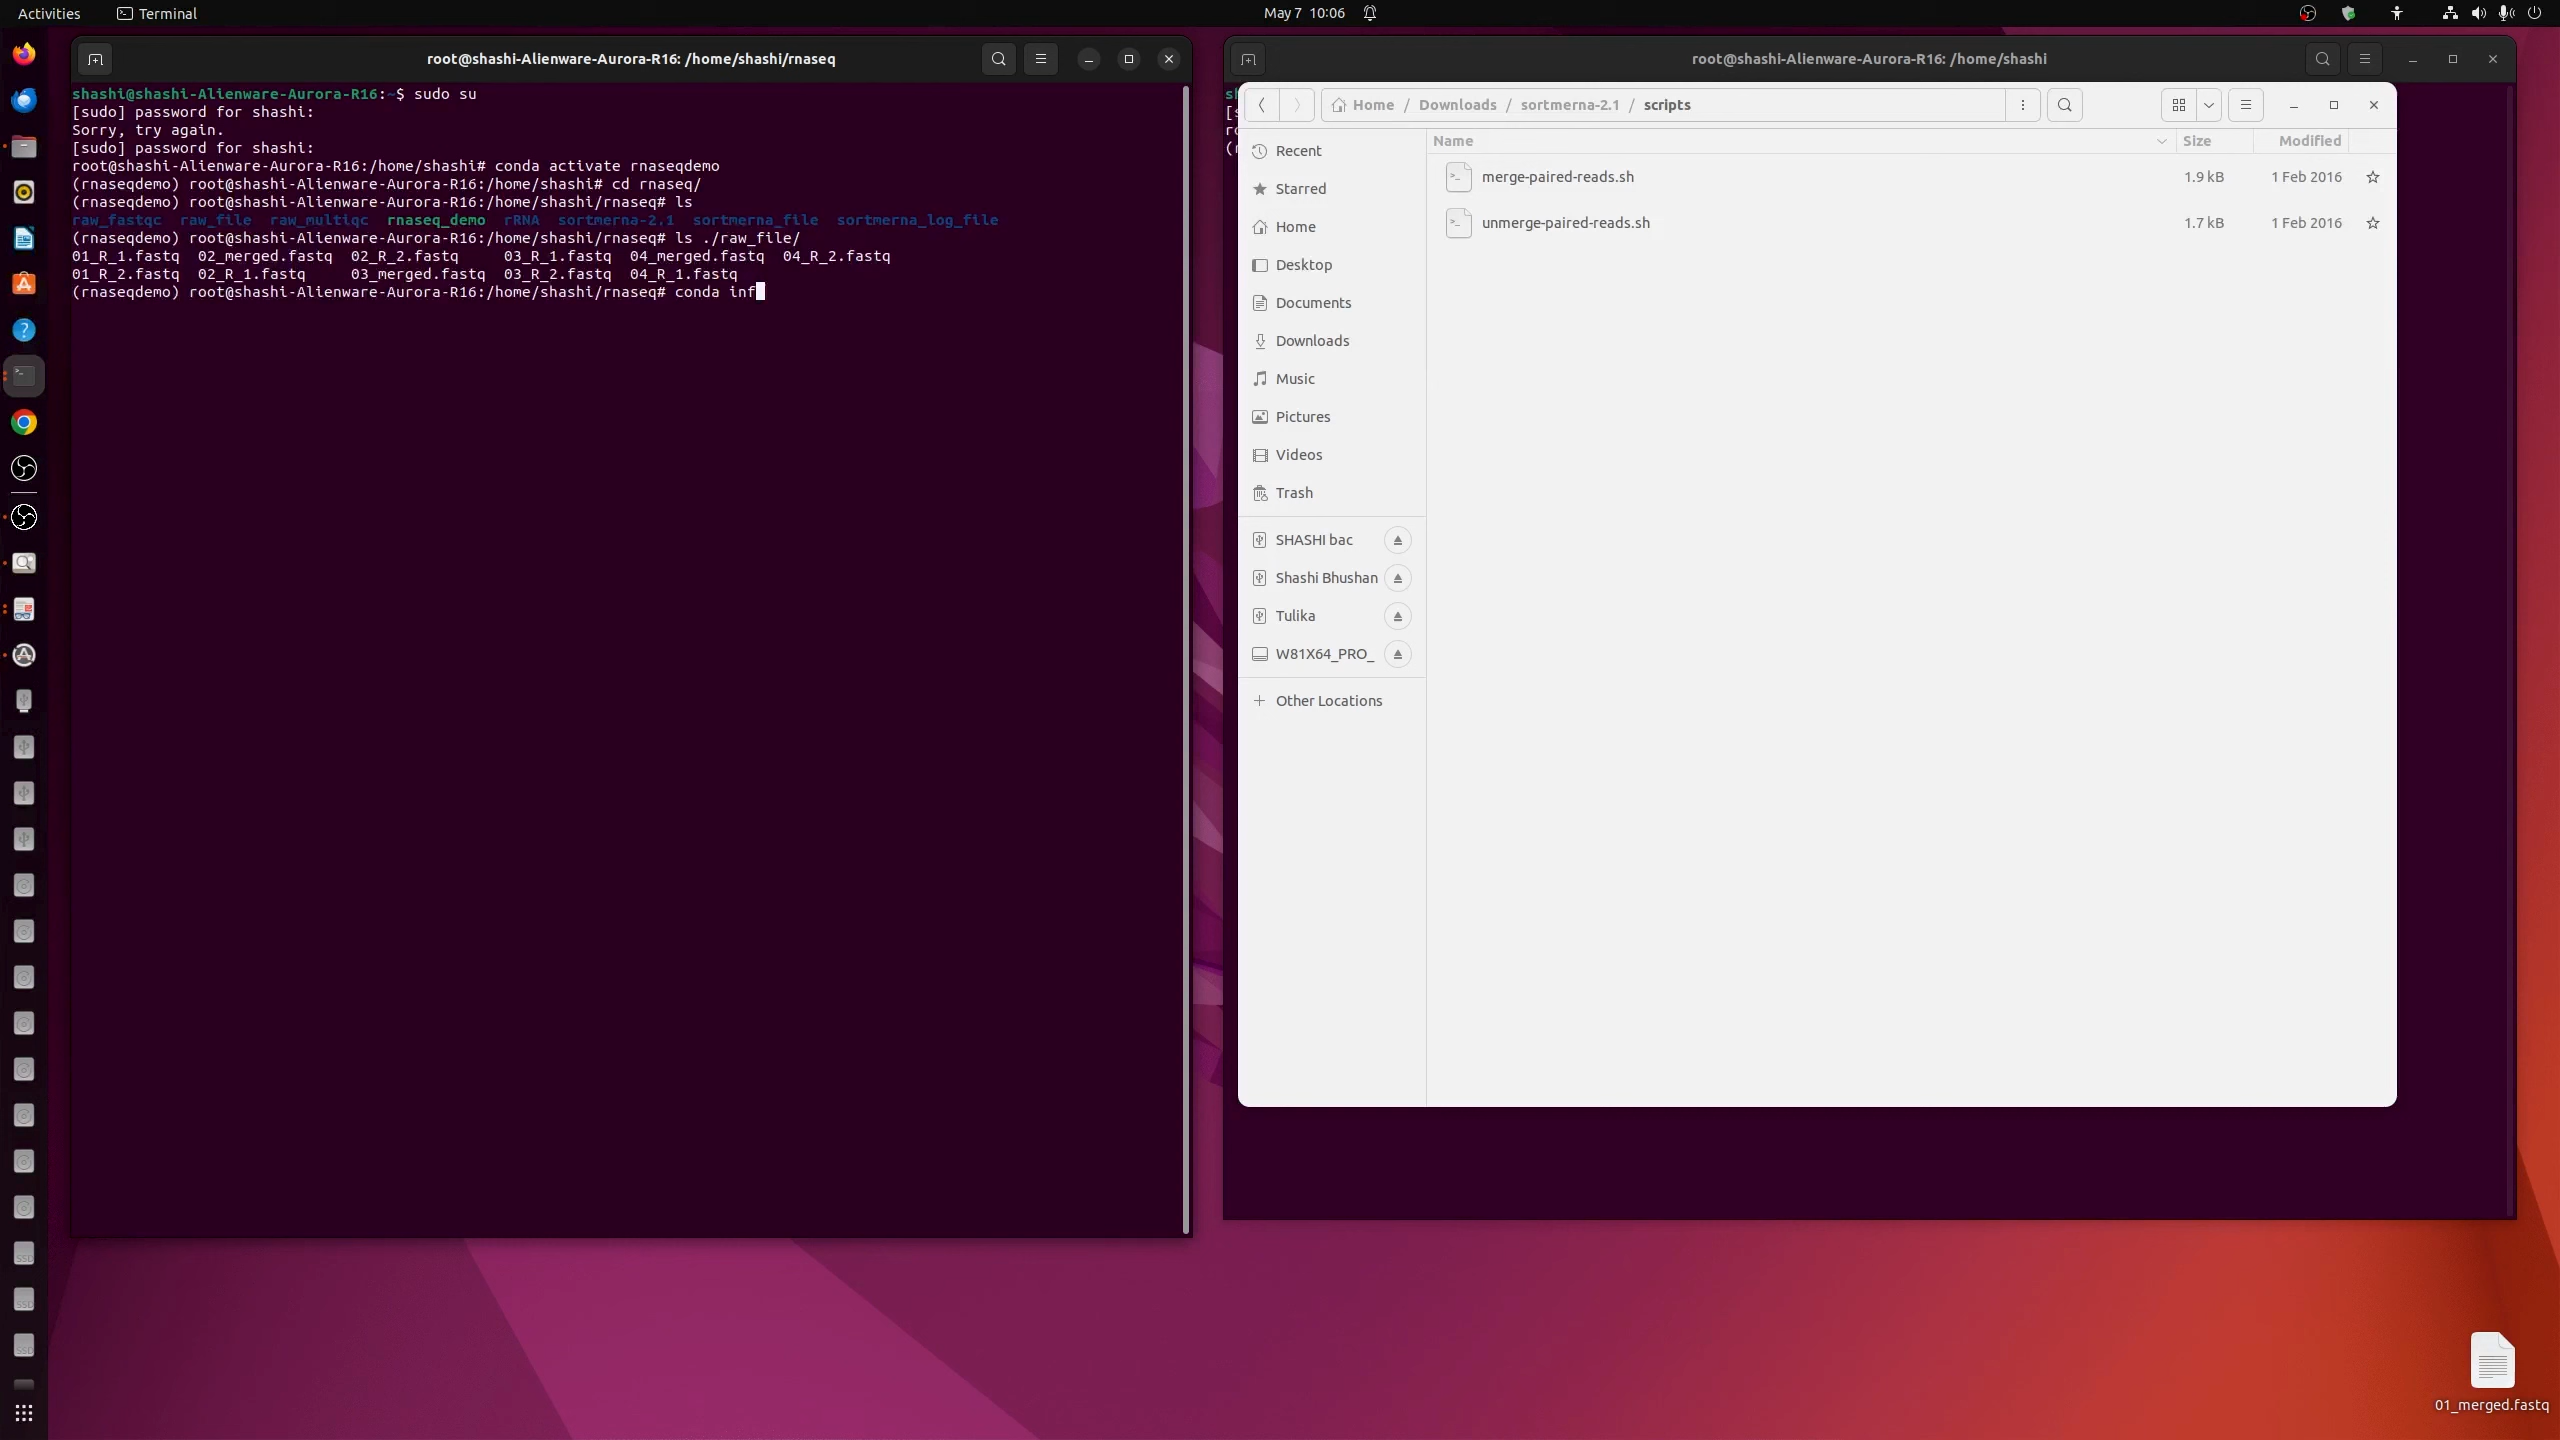 Activities
Terminal
May 7 10:06
root@shashi-Alienware-Aurora-R16: /home/shashi/rnaseq
shashi@shashi-Alienware-Aurora-R16:~$ sudo su
[sudo] password for shashi:
Sorry, try again.
[sudo] password for shashi:
root@shashi-Alienware-Aurora-R16:/home/shashi# conda activate rnaseqdemo
(rnaseqdemo) root@shashi-Alienware-Aurora-R16:/home/shashi# cd rnaseq/
(rnaseqdemo) root@shashi-Alienware-Aurora-R16:/home/shashi/rnaseq# ls
raw_fastqc raw_file raw_multiqc rnaseq_demo rRNA sortmerna-2.1 sortmerna_file sortmerna_log_file
(rnaseqdemo) root@shashi-Alienware-Aurora-R16:/home/shashi/rnaseq# ls ./raw_file/
01_R_1.fastq 02_merged.fastq 02_R_2.fastq 03_R_1.fastq 04_merged.fastq 04_R_2.fastq
01_R_2.fastq 02_R_1.fastq 03_merged.fastq 03_R_2.fastq 04_R_1.fastq
(rnaseqdemo) root@shashi-Alienware-Aurora-R16:/home/shashi/rnaseq# conda inf
root@shashi-Alienware-Aurora-R16: /home/shashi
Home / Downloads / sortmerna-2.1 / scripts
Recent
Starred
Home
Desktop
Documents
Downloads
Music
Pictures
Videos
Trash
SHASHI bac
Shashi Bhushan
Tulika
W81X64_PRO_
Other Locations
Name Size Modified
merge-paired-reads.sh 1.9 kB 1 Feb 2016
unmerge-paired-reads.sh 1.7 kB 1 Feb 2016
01_merged.fastq